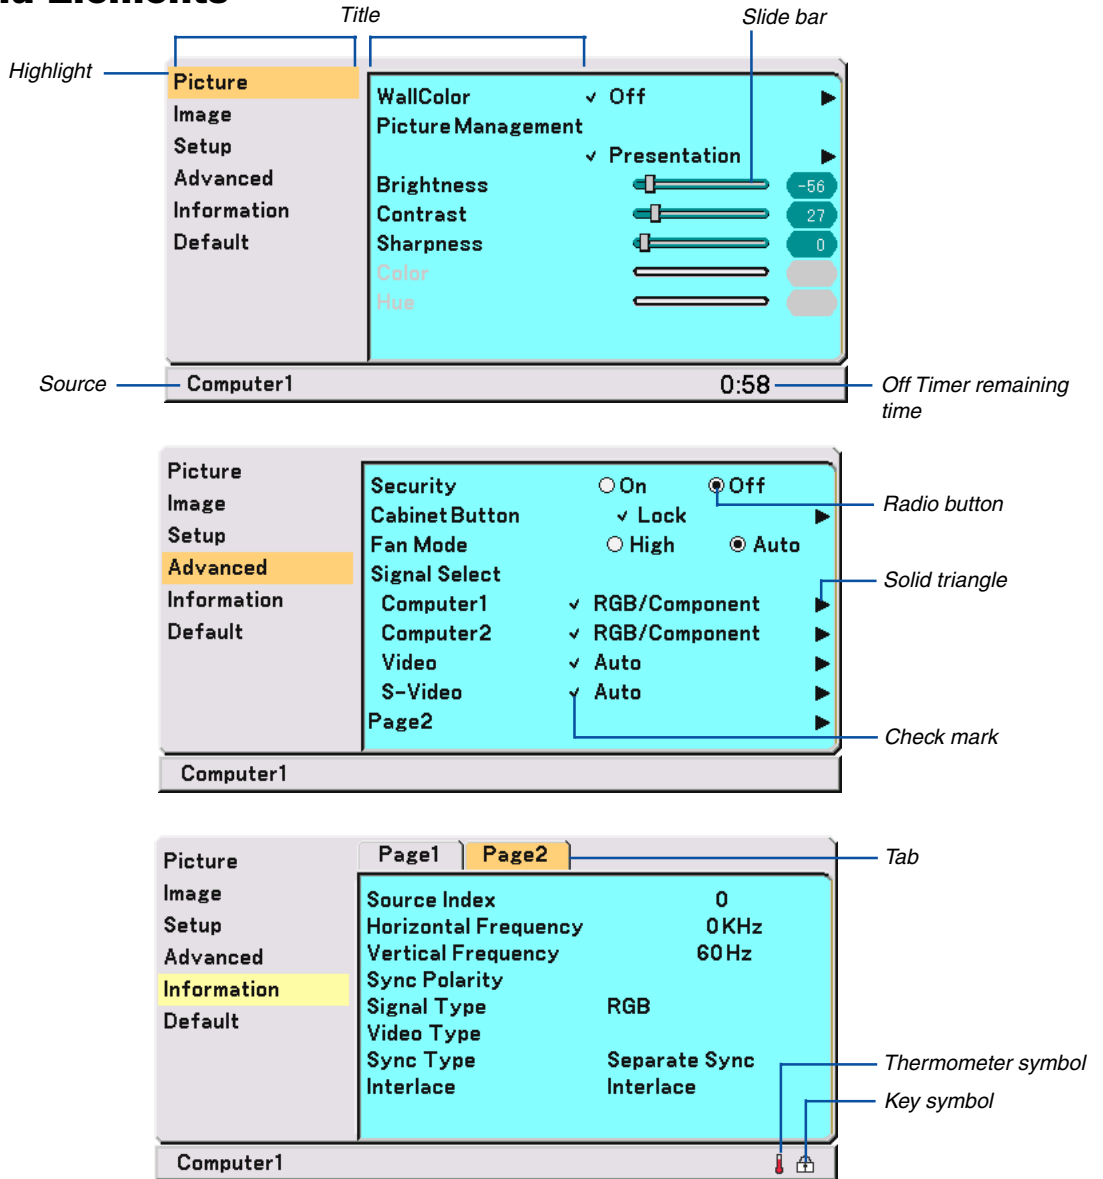 Elements
Title
Slide bar
Highlight
Picture
Image
Setup
Advanced
Information
Default
WallColor ✓ Off ▶
Picture Management
✓ Presentation ▶
Brightness -56
Contrast 27
Sharpness 0
Color
Hue
Source
Computer1 0:58
Off Timer remaining
time
Picture
Image
Setup
Advanced
Information
Default
Security ○ On ◉ Off
Cabinet Button ✓ Lock ▶
Fan Mode ○ High ◉ Auto
Signal Select
Computer1 ✓ RGB/Component ▶
Computer2 ✓ RGB/Component ▶
Video ✓ Auto ▶
S-Video ✓ Auto ▶
Page2 ▶
Radio button
Solid triangle
Check mark
Computer1
Page1 Page2
Tab
Picture
Image
Setup
Advanced
Information
Default
Source Index 0
Horizontal Frequency 0KHz
Vertical Frequency 60Hz
Sync Polarity
Signal Type RGB
Video Type
Sync Type Separate Sync
Interlace Interlace
Thermometer symbol
Key symbol
Computer1